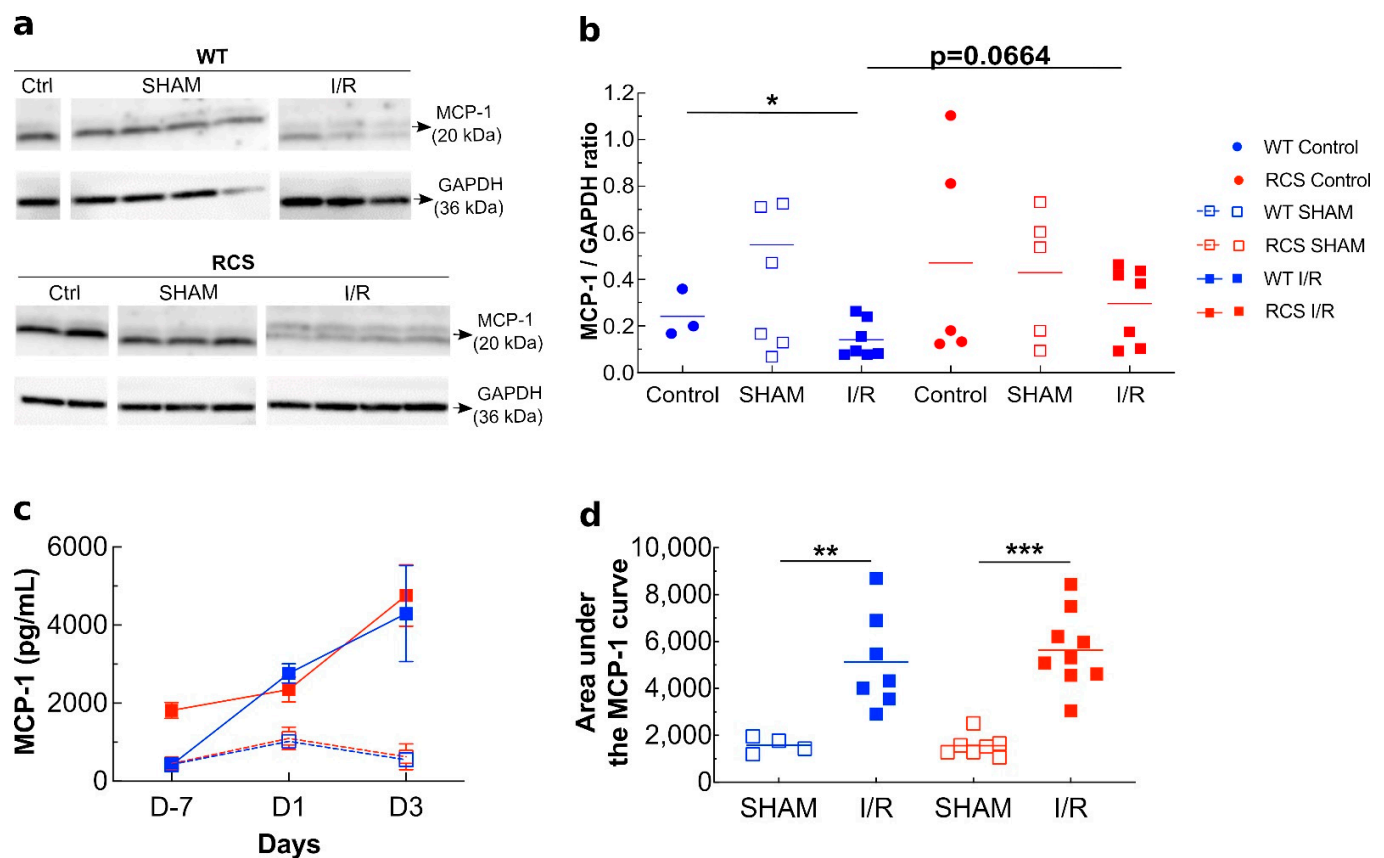 a
WT
Ctrl SHAM I/R
MCP-1
(20 kDa)
GAPDH
(36 kDa)
RCS
Ctrl SHAM I/R
MCP-1
(20 kDa)
GAPDH
(36 kDa)
b
p=0.0664
*
MCP-1 / GAPDH ratio
1.2
1.0
0.8
0.6
0.4
0.2
0.0
Control SHAM I/R Control SHAM I/R
WT Control
RCS Control
WT SHAM
RCS SHAM
WT I/R
RCS I/R
c
MCP-1 (pg/mL)
6000
4000
2000
0
D-7 D1 D3
Days
d
Area under
the MCP-1 curve
10,000
8,000
6,000
4,000
2,000
0
** ***
SHAM I/R SHAM I/R